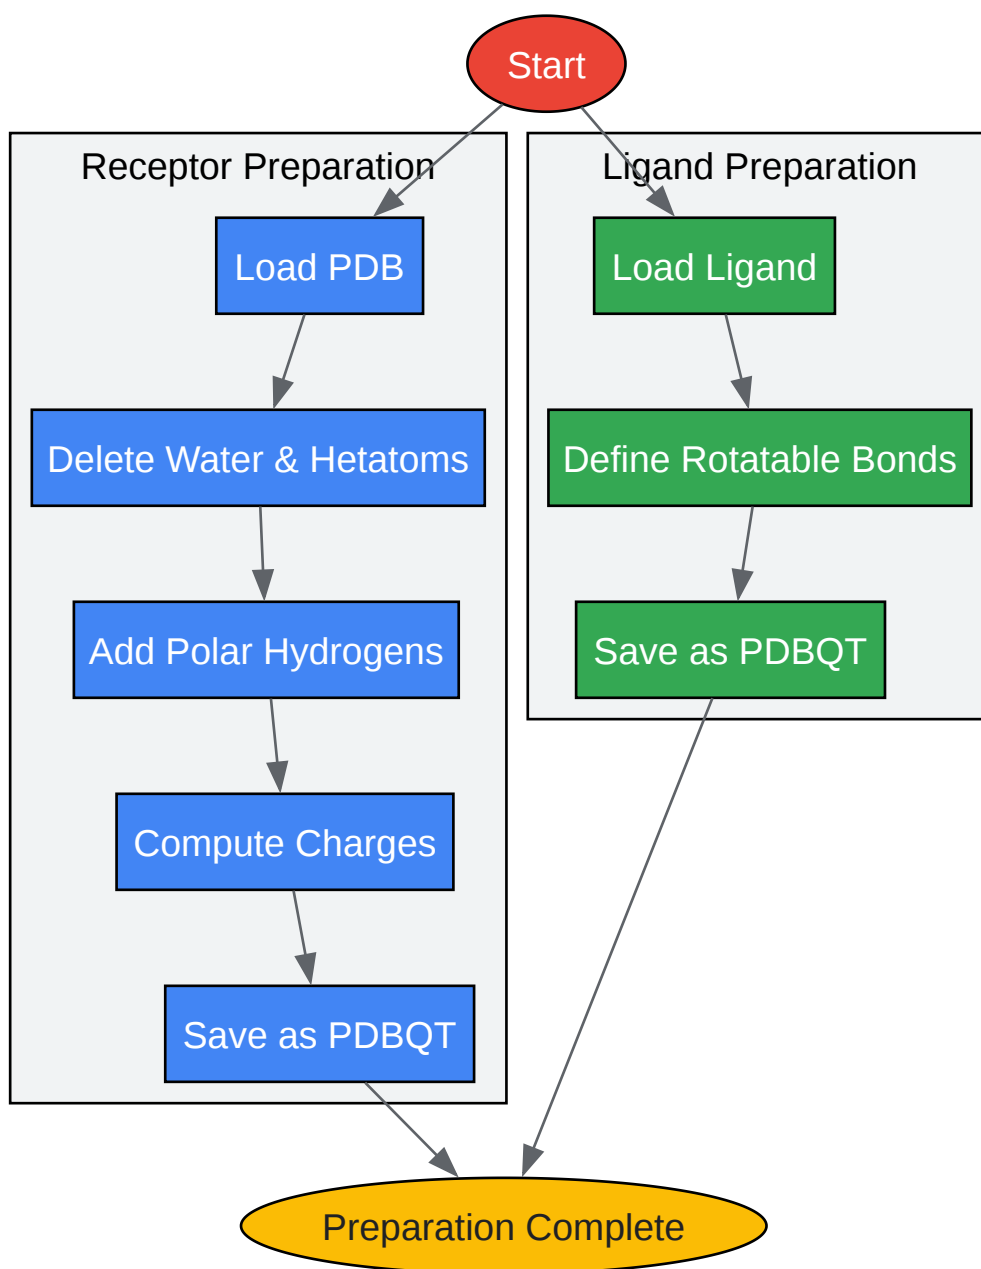 Start
Receptor Preparation
Load PDB
Delete Water & Hetatoms
Add Polar Hydrogens
Compute Charges
Save as PDBQT
Ligand Preparation
Load Ligand
Define Rotatable Bonds
Save as PDBQT
Preparation Complete